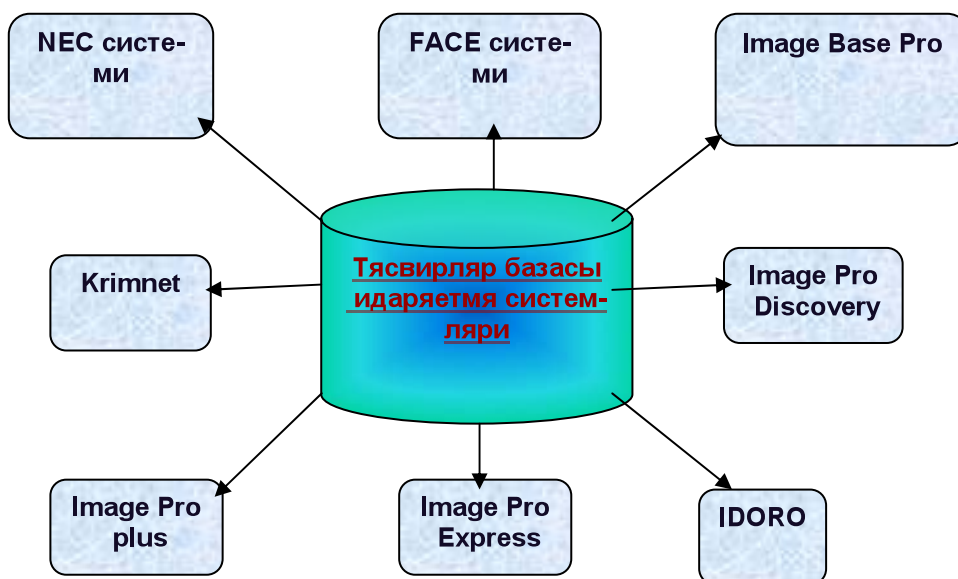 NEC систе-
ми
FACE систе-
ми
Image Base Pro
Krimnet
Тясвирляр базасы
идаряетмя систем-
ляри
Image Pro
Discovery
Image Pro
plus
Image Pro
Express
IDORO